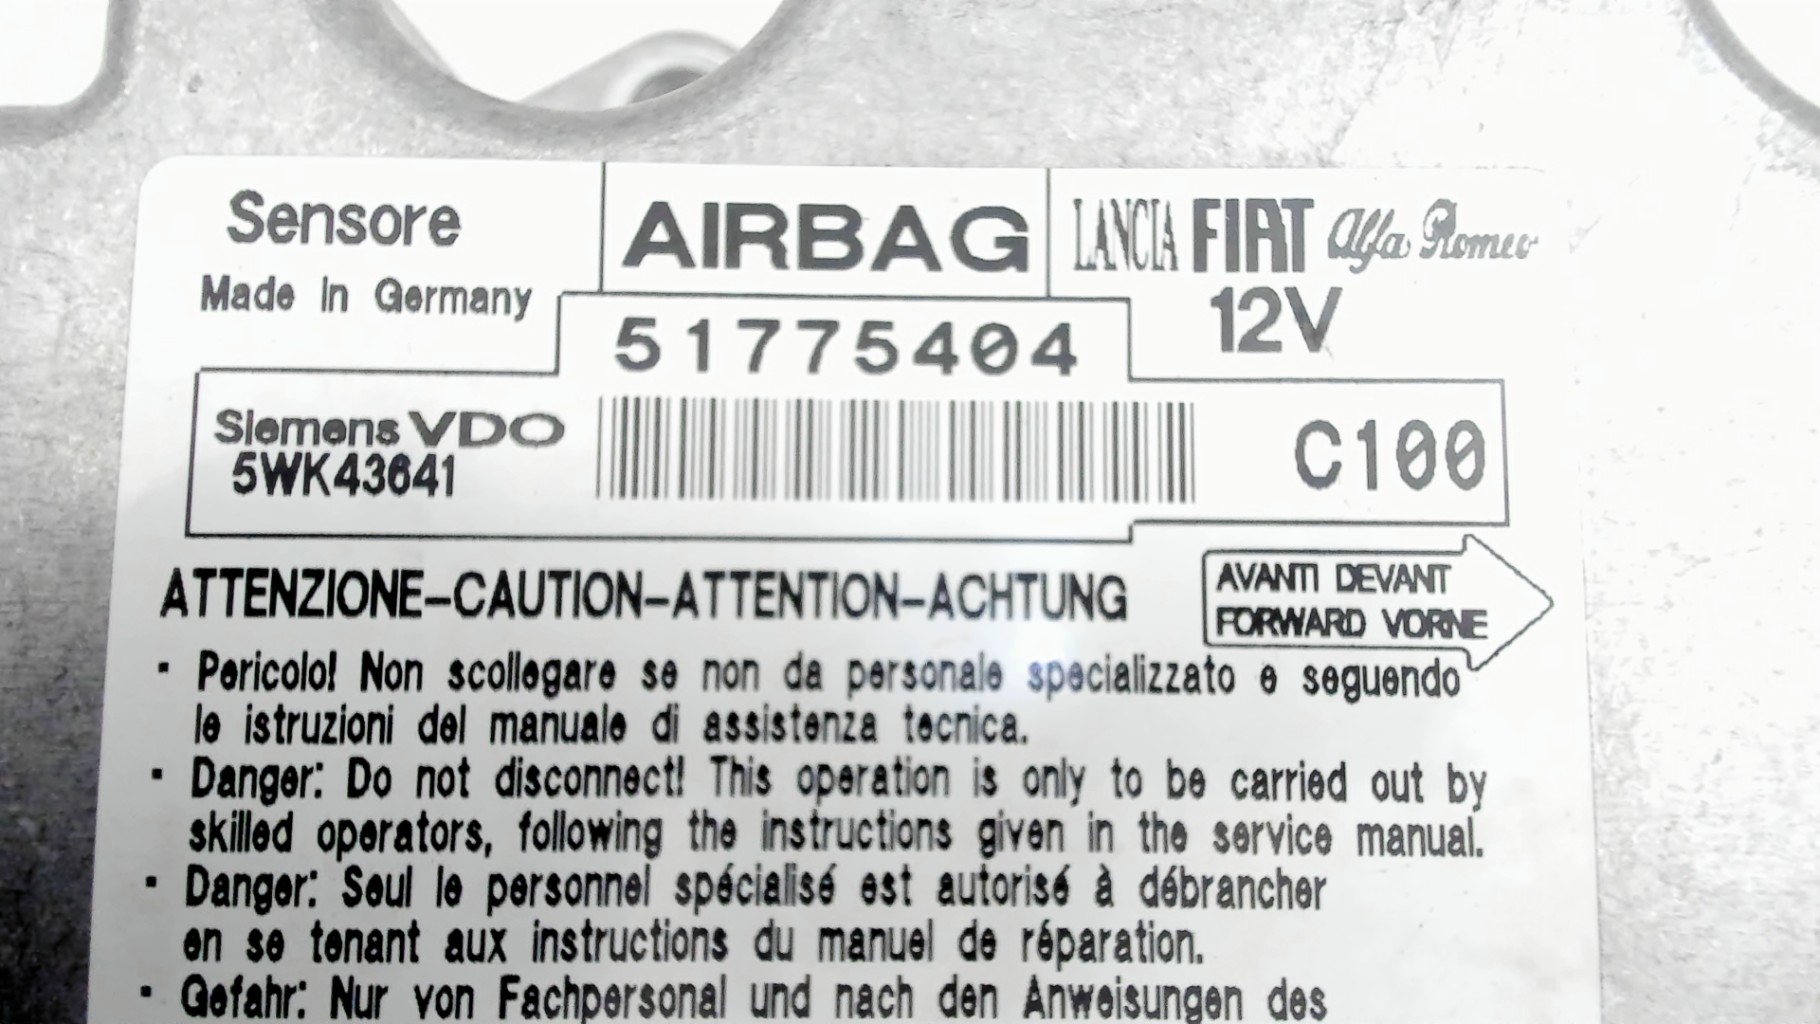 Sensore
Made In Germany
AIRBAG
LANCIA FIAT Alfa Romeo
12V
51775404
Siemens VDO
5WK43641
C100
ATTENZIONE-CAUTION-ATTENTION-ACHTUNG
AVANTI DEVANT
FORWARD VORNE
· Pericolo! Non scollegare se non da personale specializzato e seguendo
le istruzioni del manuale di assistenza tecnica.
· Danger: Do not disconnect! This operation is only to be carried out by
skilled operators, following the instructions given in the service manual.
· Danger: Seul le personnel spécialisé est autorisé à débrancher
en se tenant aux instructions du manuel de réparation.
· Gefahr: Nur von Fachpersonal und nach den Anweisungen des